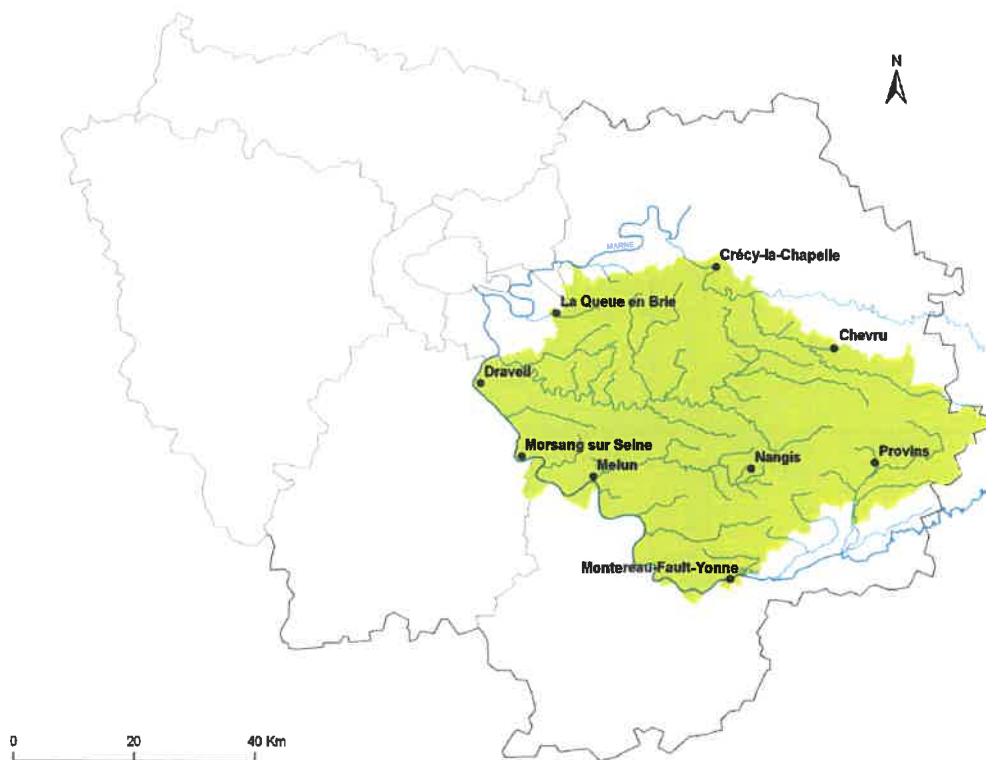 N
MARNE
Crécy-la-Chapelle
La Queue en Brie
Chevru
Draveil
Morsang sur Seine
Melun
Nangis
Provins
Montereau-Fault-Yonne
0 20 40 Km